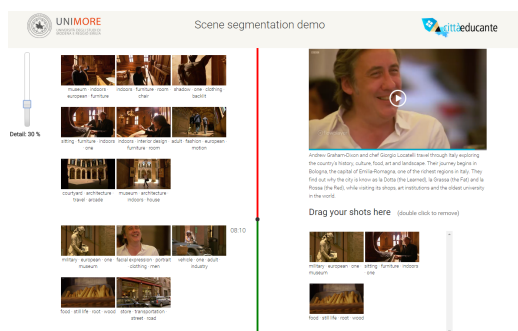 UNIMORE
UNIVERSITÀ DEGLI STUDI DI
MODENA E REGGIO EMILIA
Scene segmentation demo
cittàeducante
Detail: 30 %
museum · indoors · european · furniture
indoors · furniture · room · chair
shadow · one · clothing · backlit
sitting · furniture · indoors · one
indoors · interior design · furniture · room
adult · fashion · european · motion
courtyard · architecture · travel · arcade
museum · architecture · indoors · house
08:10
military · european · one · museum
facial expression · portrait · clothing · men
vehicle · one · adult · industry
food · still life · root · wood
store · transportation · street · road
Andrew Graham-Dixon and chef Giorgio Locatelli travel through Italy exploring
the country's history, culture, food, art and landscape. Their journey begins in
Bologna, the capital of Emilia-Romagna, one of the richest regions in Italy. They
find out why the city is know as la Dotta (the Learned), la Grassa (the Fat) and la
Rossa (the Red), while visiting its shops, art institutions and the oldest university
in the world.
Drag your shots here (double click to remove)
military · european · one · museum
sitting · furniture · indoors · one
food · still life · root · wood